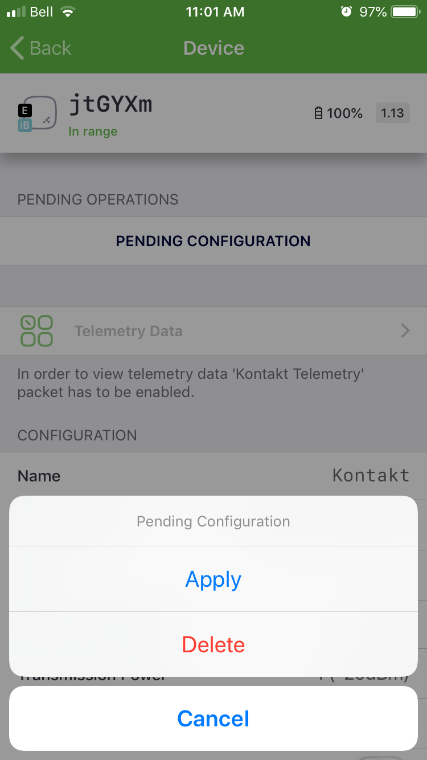 Bell 11:01 AM 97%
Back Device
jtGYXm
E
iB
In range
100% 1.13
PENDING OPERATIONS
PENDING CONFIGURATION
Telemetry Data
In order to view telemetry data 'Kontakt Telemetry'
packet has to be enabled.
CONFIGURATION
Name Kontakt
Pending Configuration
Apply
Delete
Transmission Power
Cancel